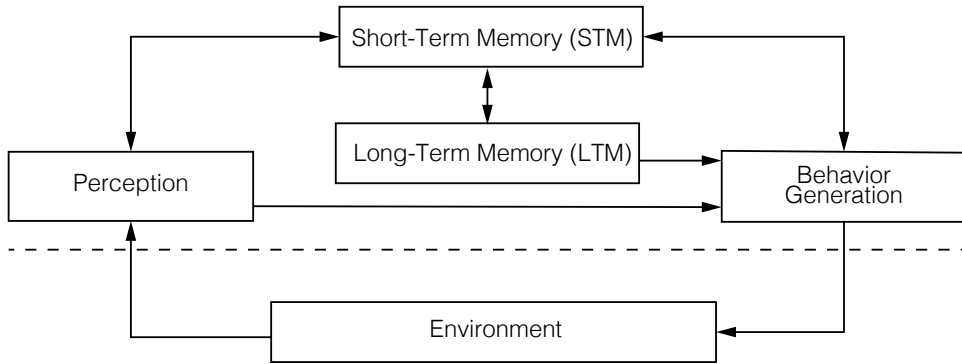 Short-Term Memory (STM)
Long-Term Memory (LTM)
Perception
Behavior
Generation
Environment